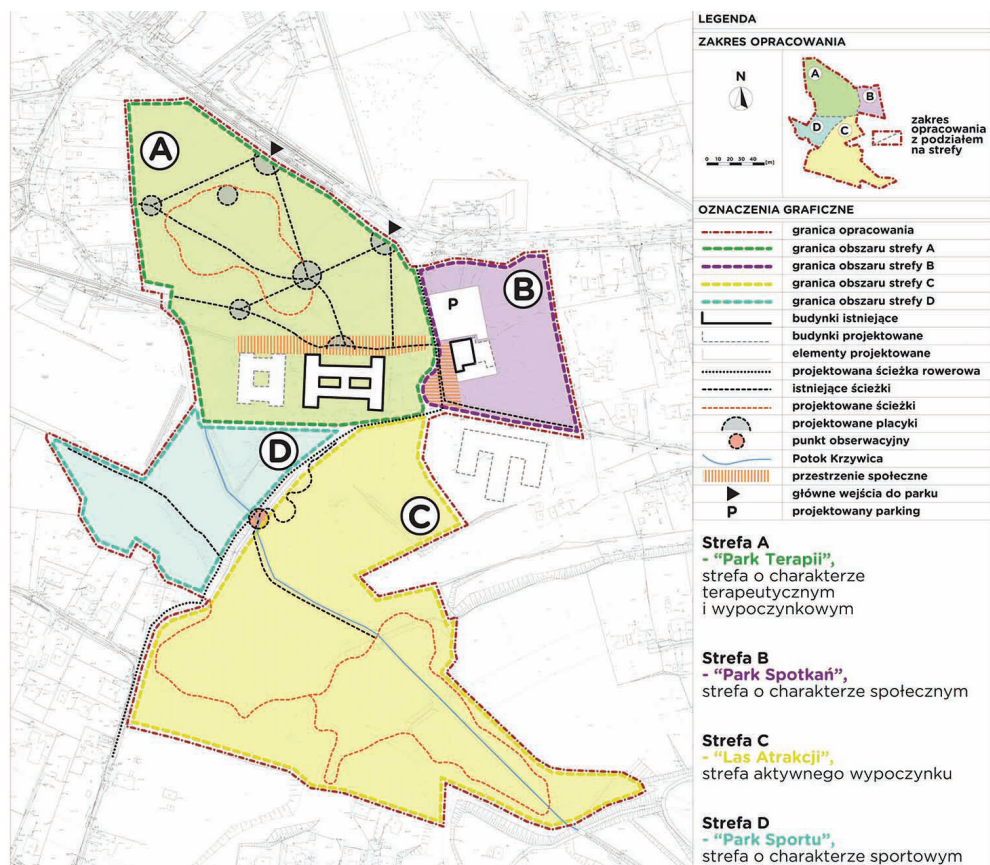 A
B
P
D
C
LEGENDA
ZAKRES OPRACOWANIA
N
A
B
D
C
0 10 20 30 40 [m]
zakres
opracowania
z podziałem
na strefy
OZNACZENIA GRAFICZNE
granica opracowania
granica obszaru strefy A
granica obszaru strefy B
granica obszaru strefy C
granica obszaru strefy D
budynki istniejące
budynki projektowane
elementy projektowane
projektowana ścieżka rowerowa
istniejące ścieżki
projektowane ścieżki
projektowane placyki
punkt obserwacyjny
Potok Krzywica
przestrzenie społeczne
główne wejścia do parku
P projektowany parking
Strefa A
- "Park Terapii",
strefa o charakterze
terapeutycznym
i wypoczynkowym
Strefa B
- "Park Spotkań",
strefa o charakterze społecznym
Strefa C
- "Las Atrakcji",
strefa aktywnego wypoczynku
Strefa D
- "Park Sportu",
strefa o charakterze sportowym